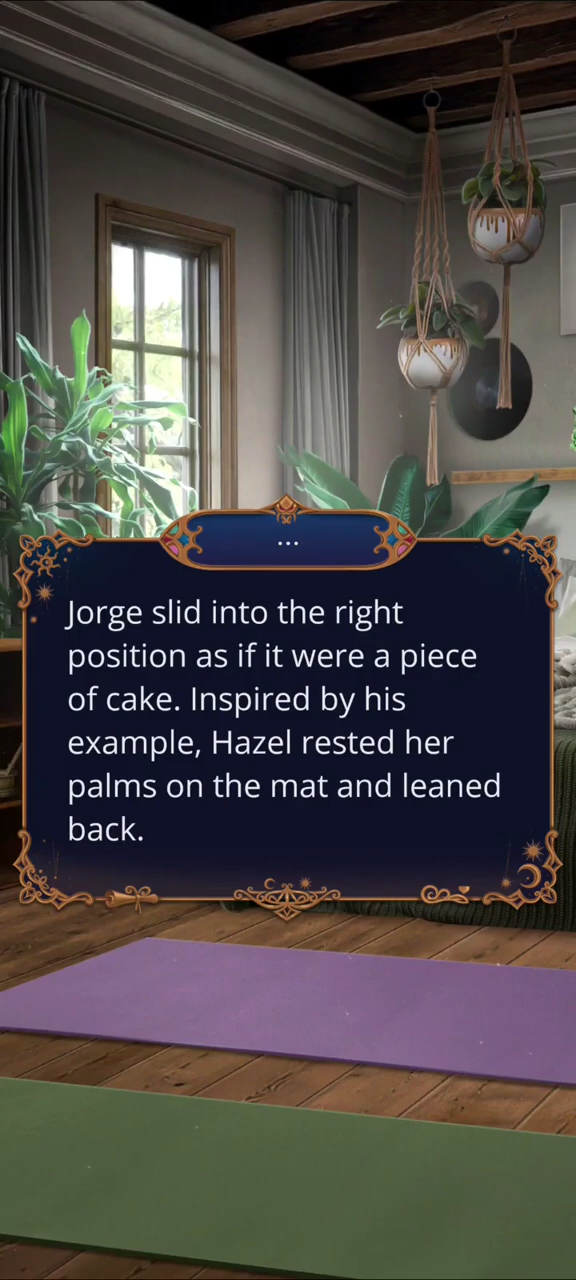 ...
Jorge slid into the right
position as if it were a piece
of cake. Inspired by his
example, Hazel rested her
palms on the mat and leaned
back.